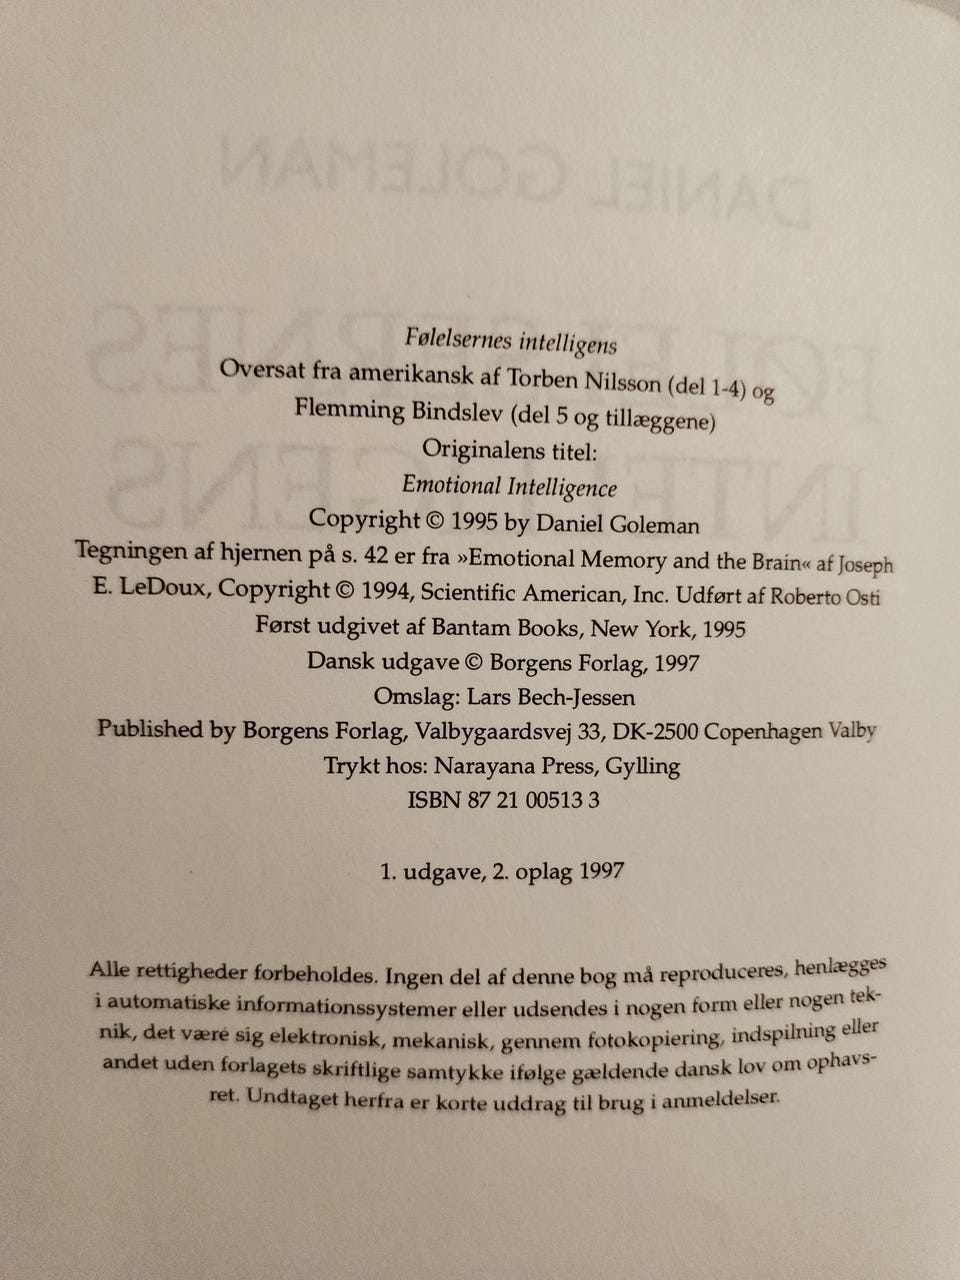 DANIEL GOLEMAN
Følelsernes intelligens
Oversat fra amerikansk af Torben Nilsson (del 1-4) og
Flemming Bindslev (del 5 og tillæggene)
Originalens titel:
Emotional Intelligence
Copyright © 1995 by Daniel Goleman
Tegningen af hjernen på s. 42 er fra »Emotional Memory and the Brain« af Joseph
E. LeDoux, Copyright © 1994, Scientific American, Inc. Udført af Roberto Osti
Først udgivet af Bantam Books, New York, 1995
Dansk udgave © Borgens Forlag, 1997
Omslag: Lars Bech-Jessen
Published by Borgens Forlag, Valbygaardsvej 33, DK-2500 Copenhagen Valby
Trykt hos: Narayana Press, Gylling
ISBN 87 21 00513 3
1. udgave, 2. oplag 1997
Alle rettigheder forbeholdes. Ingen del af denne bog må reproduceres, henlægges
i automatiske informationssystemer eller udsendes i nogen form eller nogen tek-
nik, det være sig elektronisk, mekanisk, gennem fotokopiering, indspilning eller
andet uden forlagets skriftlige samtykke ifølge gældende dansk lov om ophavs-
ret. Undtaget herfra er korte uddrag til brug i anmeldelser.